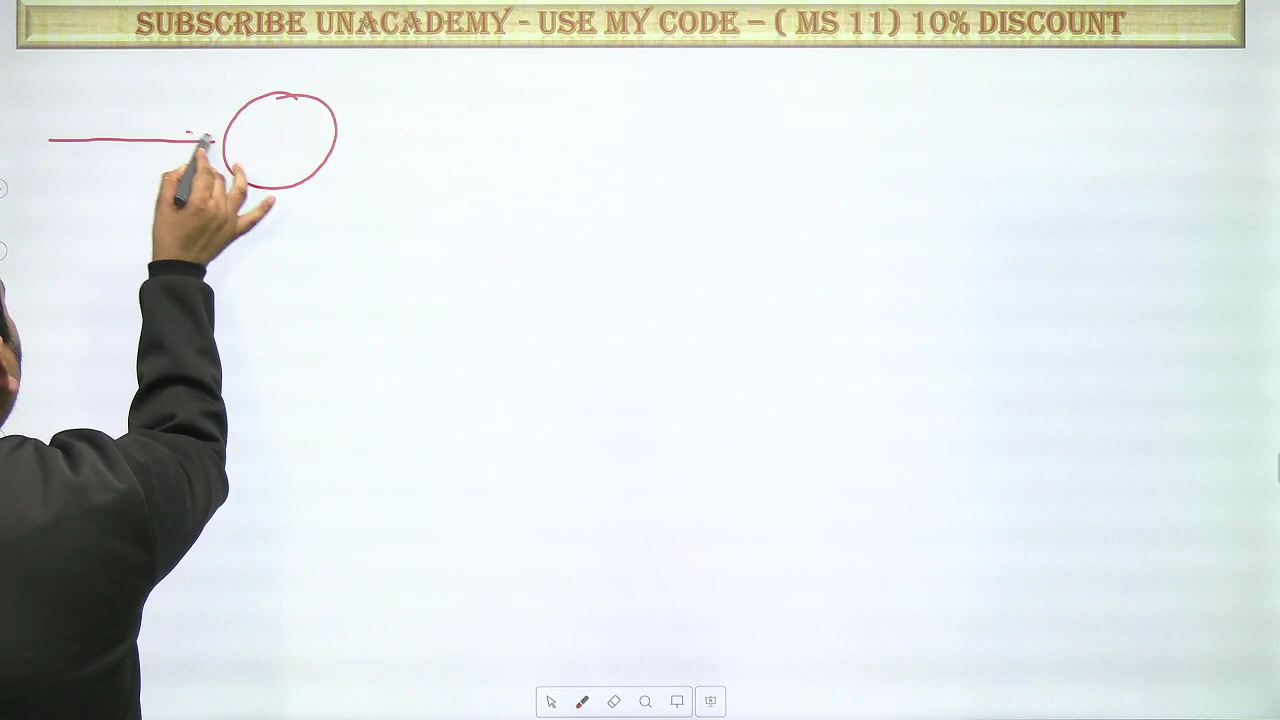 SUBSCRIBE UNACADEMY - USE MY CODE – ( MS 11) 10% DISCOUNT